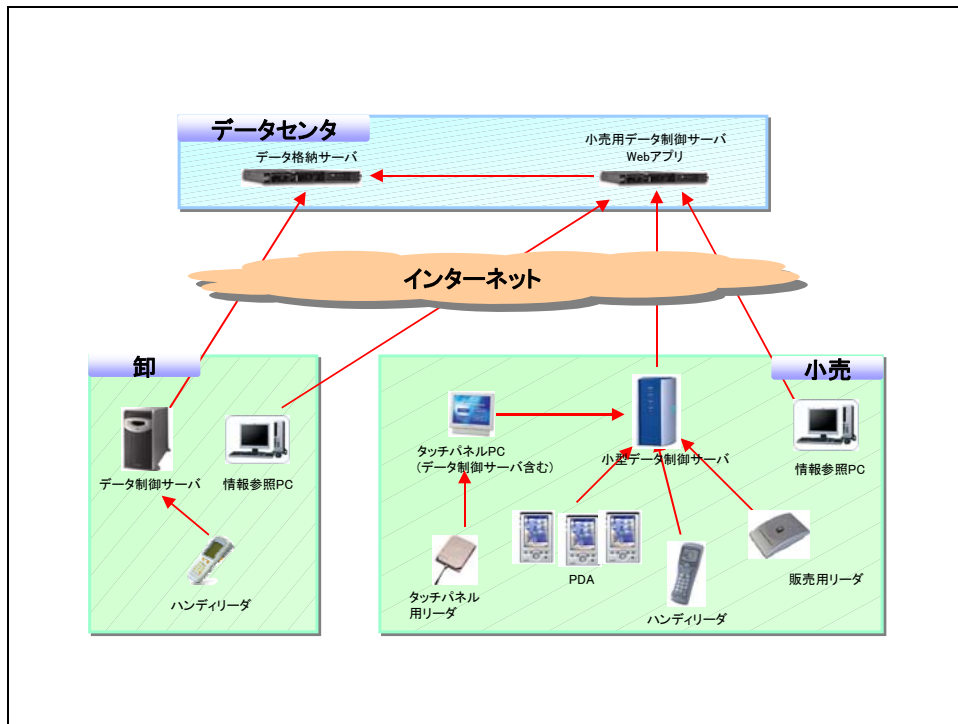 データセンタ
データ格納サーバ
小売用データ制御サーバ
Webアプリ
インターネット
卸
データ制御サーバ
情報参照PC
ハンディリーダ
小売
タッチパネルPC
（データ制御サーバ含む）
小型データ制御サーバ
情報参照PC
タッチパネル
用リーダ
PDA
ハンディリーダ
販売用リーダ